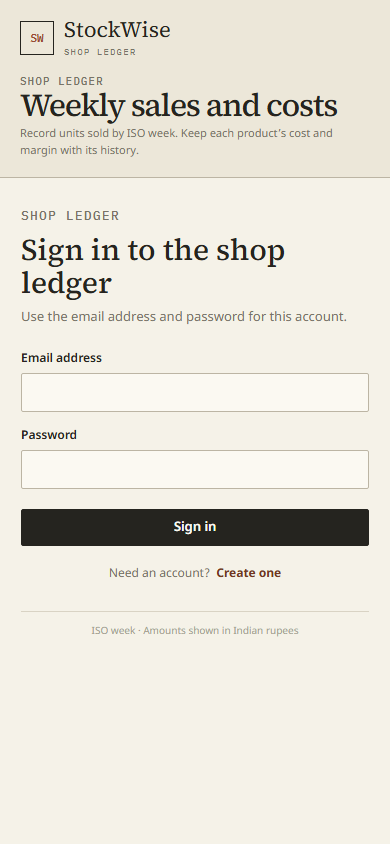 SW
StockWise
SHOP LEDGER
SHOP LEDGER
Weekly sales and costs
Record units sold by ISO week. Keep each product's cost and
margin with its history.
SHOP LEDGER
Sign in to the shop
ledger
Use the email address and password for this account.
Email address
Password
Sign in
Need an account? Create one
ISO week · Amounts shown in Indian rupees